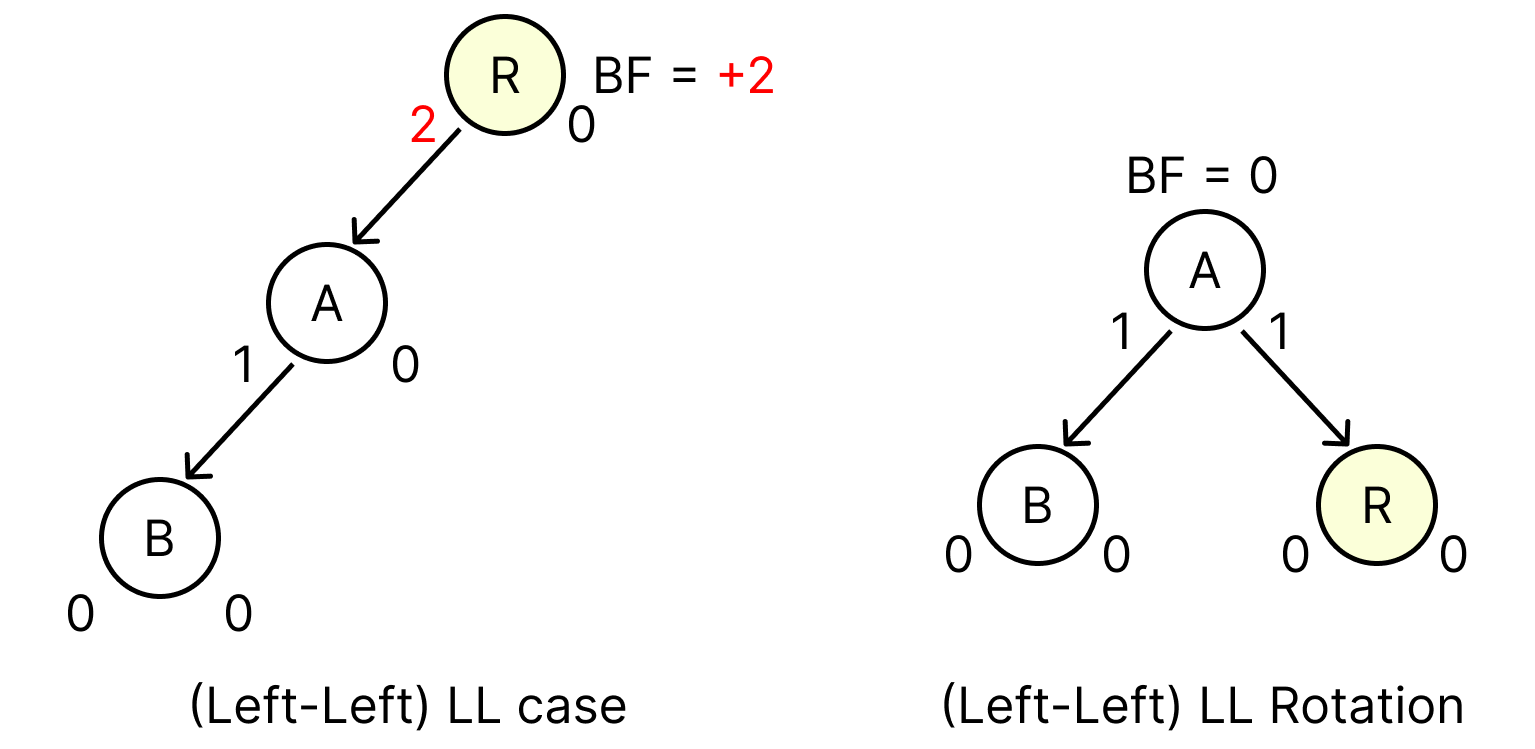 R BF = +2
2 0
BF = 0
A
A
1 1
1 0
B
B R
0 0 0 0
0 0
(Left-Left) LL case
(Left-Left) LL Rotation